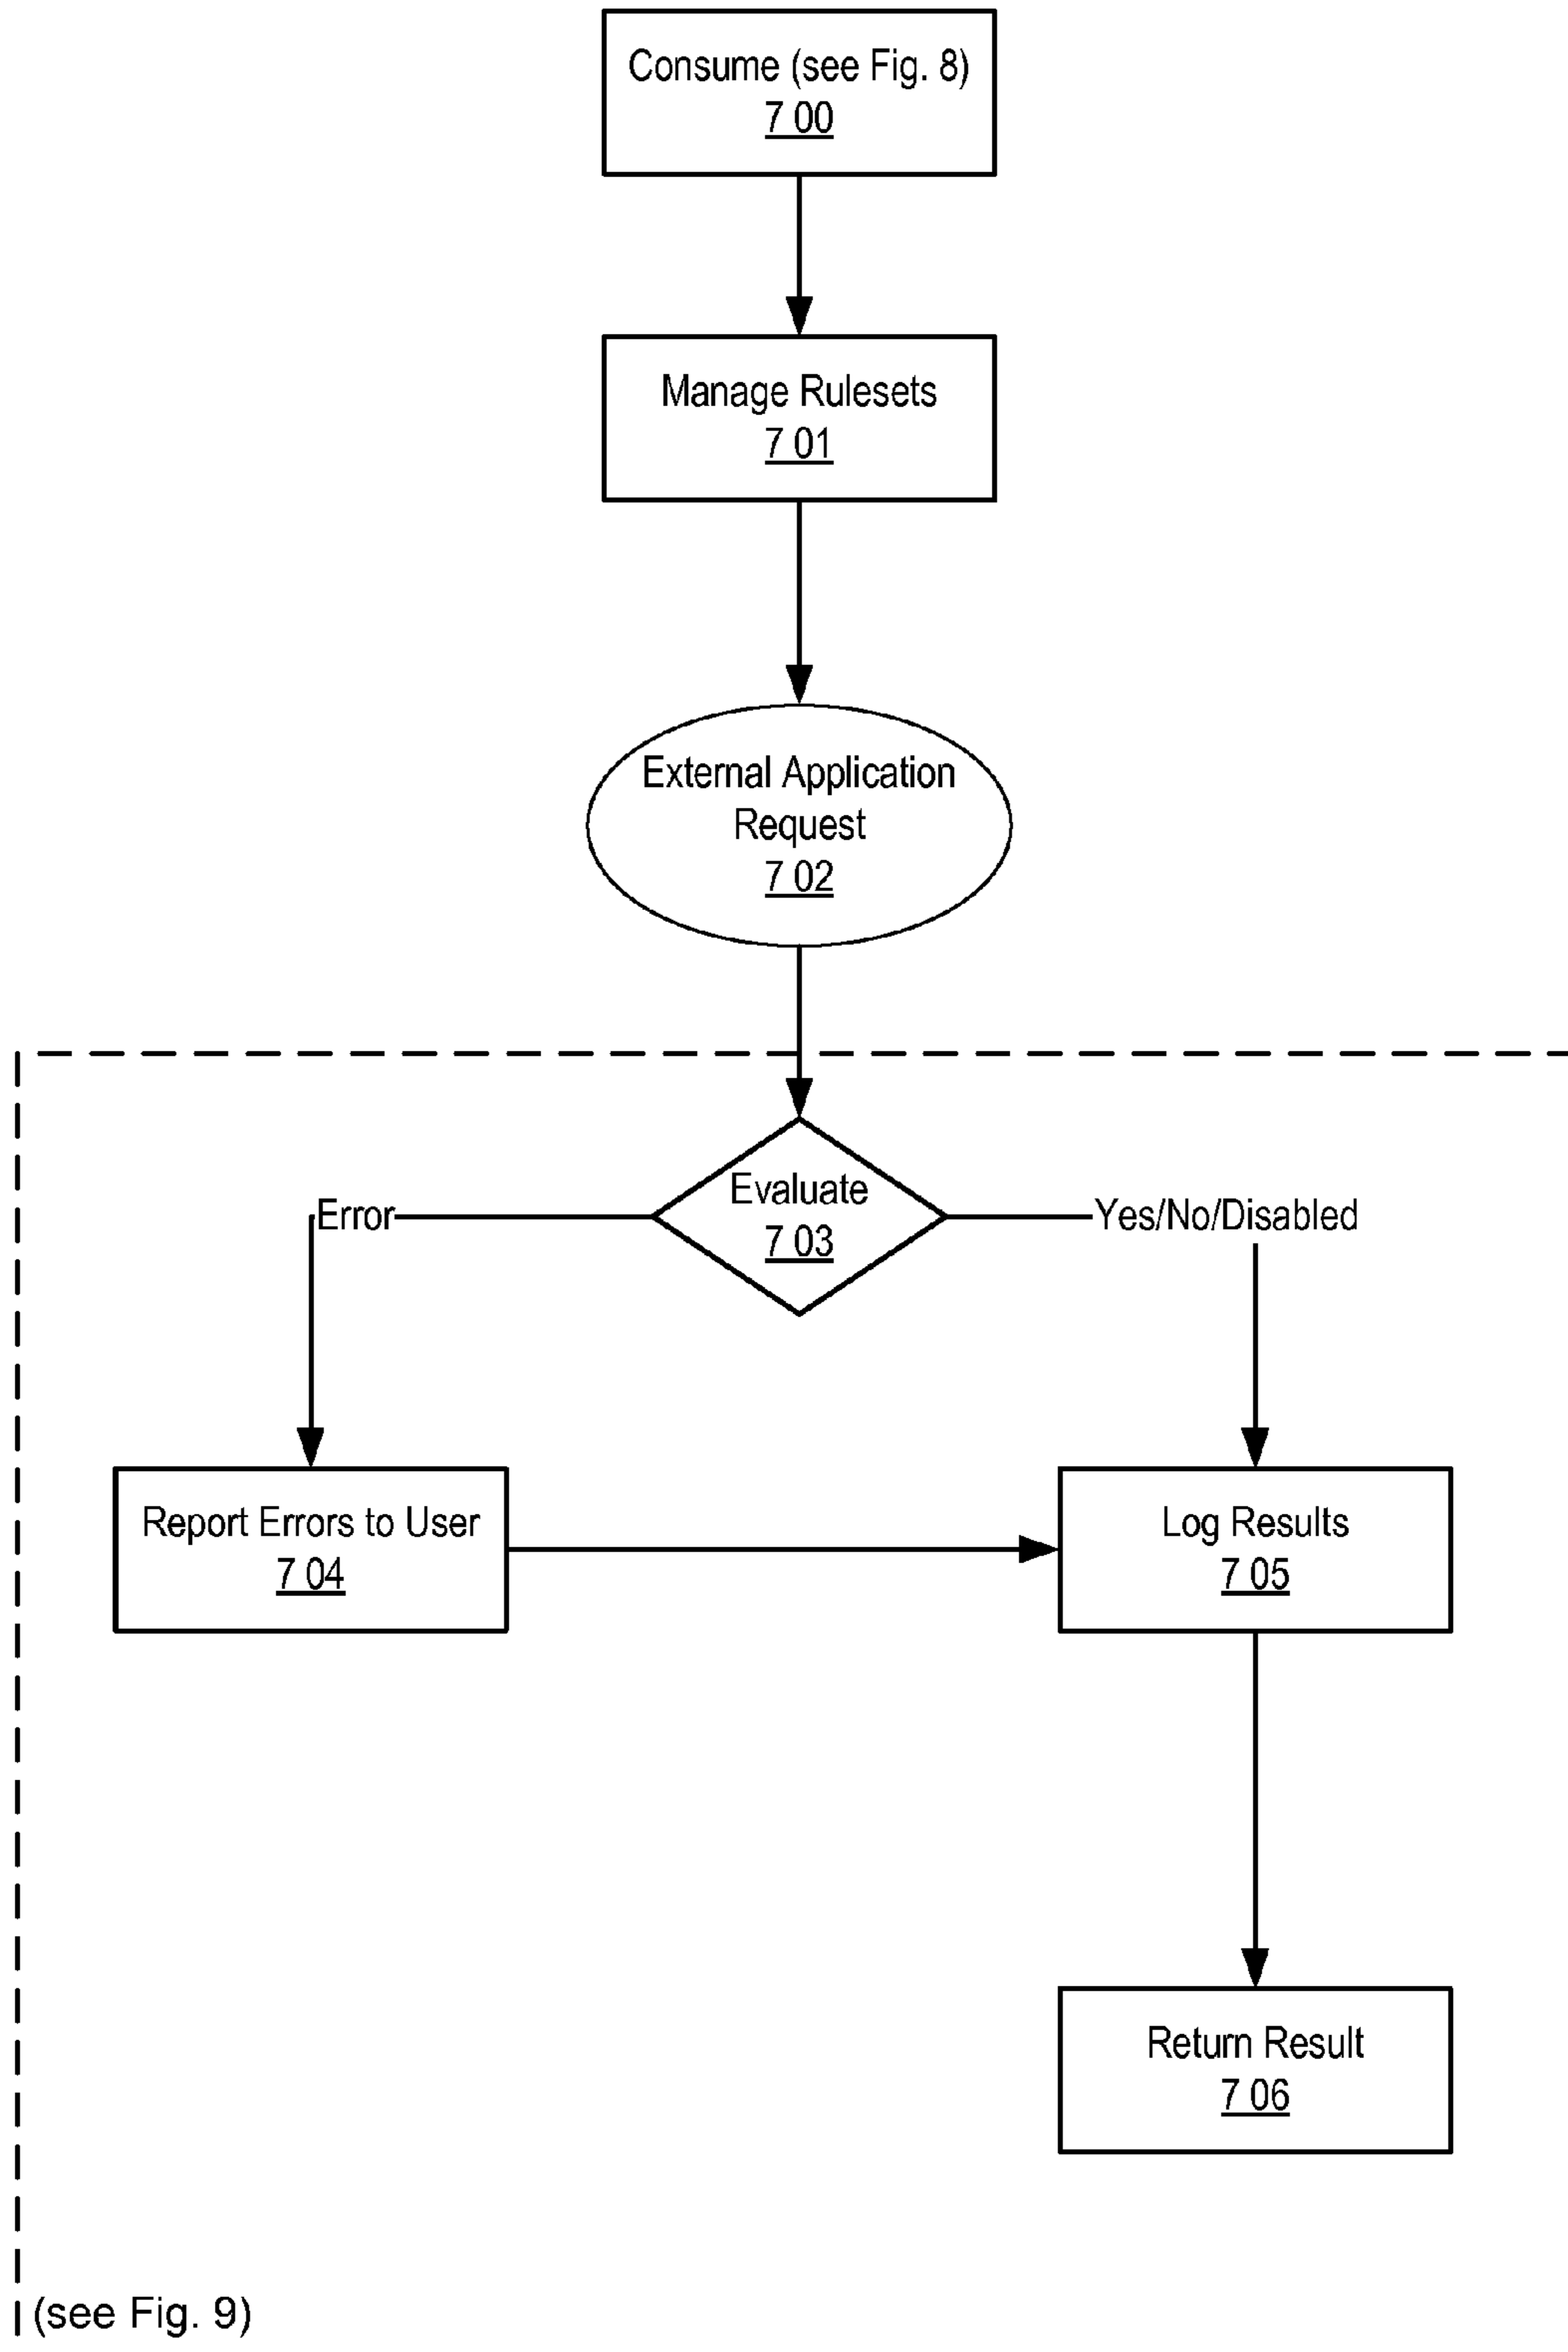 Consume (see Fig. 8)
7 00
Manage Rulesets
7 01
External Application
Request
7 02
Evaluate
7 03
Error
Yes/No/Disabled
Report Errors to User
7 04
Log Results
7 05
Return Result
7 06
(see Fig. 9)